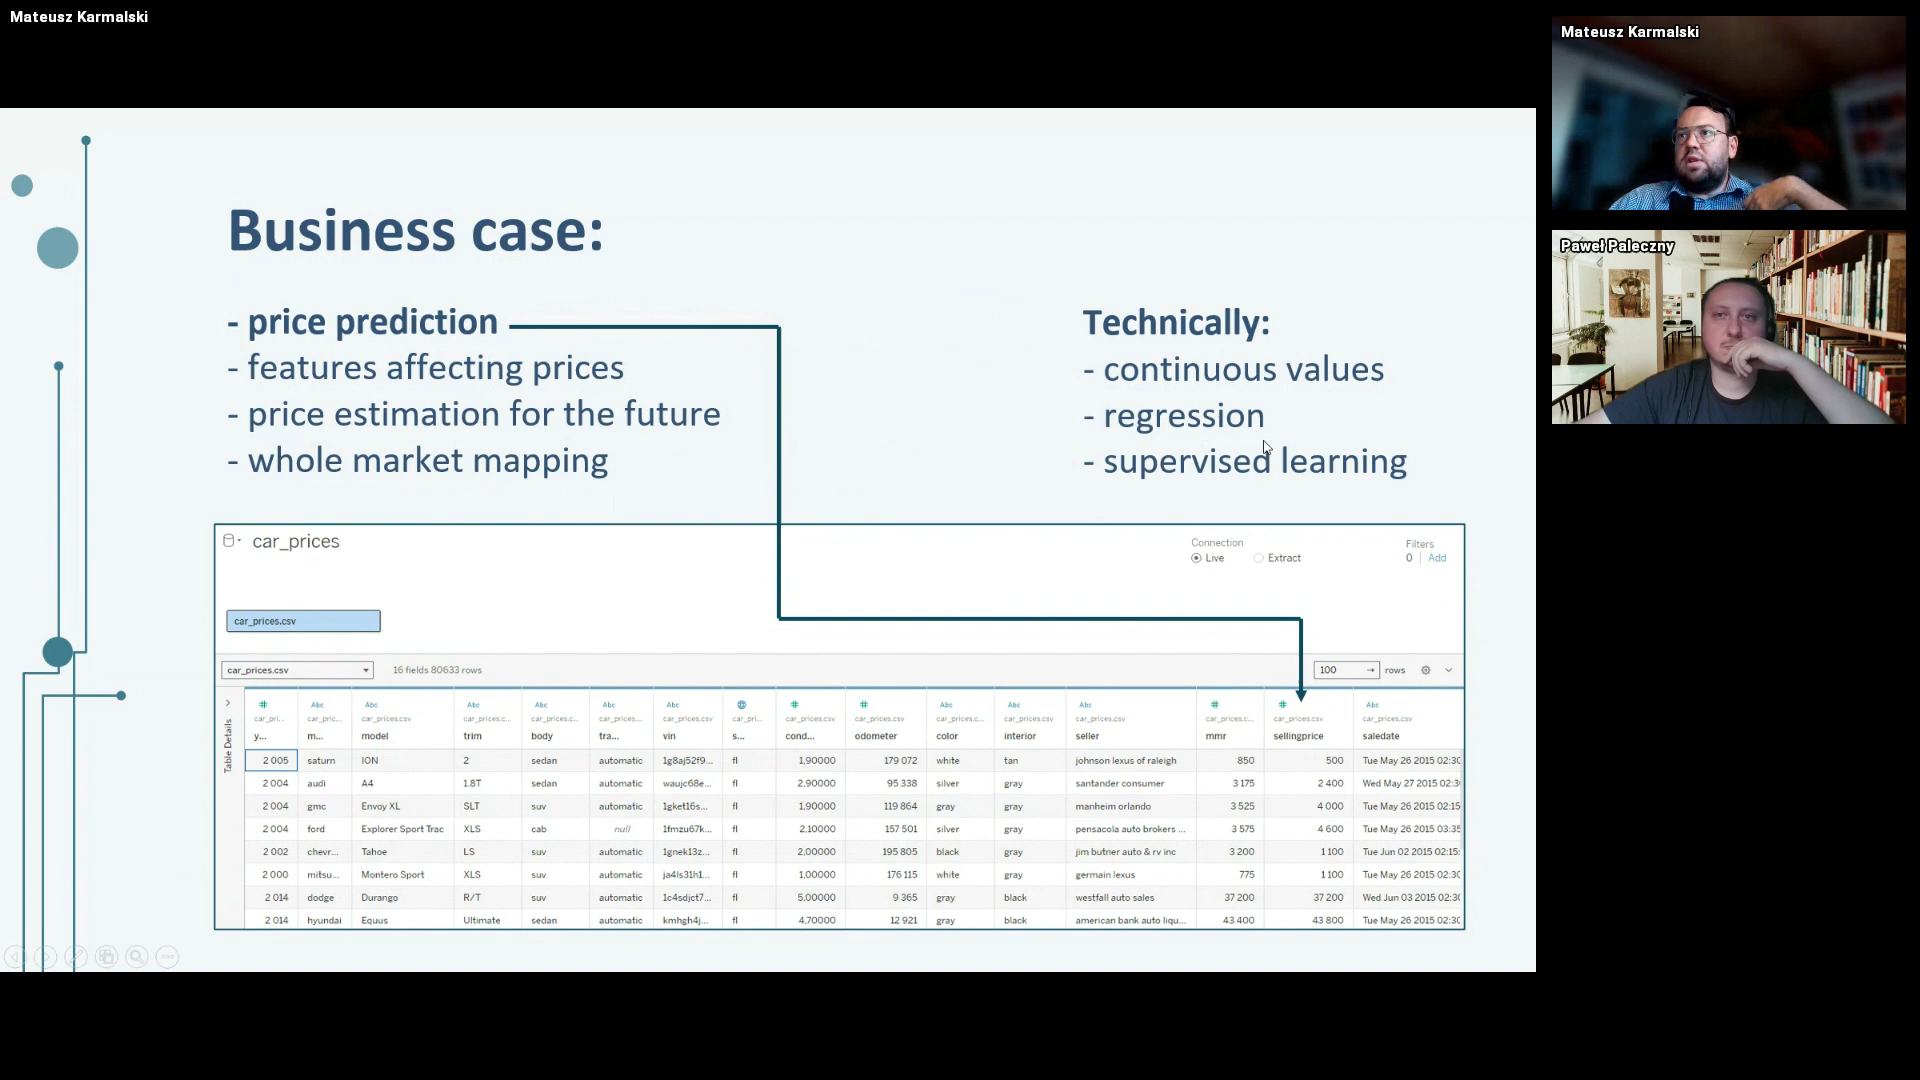 Mateusz Karmalski
Mateusz Karmalski
Paweł Paleczny
Business case:
- price prediction
- features affecting prices
- price estimation for the future
- whole market mapping
Technically:
- continuous values
- regression
- supervised learning
car_prices
Connection
Live Extract
Filters
0 | Add
car_prices.csv
car_prices.csv 16 fields 80633 rows 100 → rows
Table Details
# Abc Abc Abc Abc Abc Abc # # Abc Abc Abc # # Abc
car_pri... car_pric... car_prices.csv car_prices.c... car_prices.c... car_prices.... car_prices.csv car_pri... car_prices.csv car_prices.csv car_prices.c... car_prices.csv car_prices.csv car_prices.c... car_prices.csv car_prices.csv
y... m... model trim body tra... vin s... cond... odometer color interior seller mmr sellingprice saledate
2 005 saturn ION 2 sedan automatic 1g8aj52f9... fl 1,90000 179 072 white tan johnson lexus of raleigh 850 500 Tue May 26 2015 02:30
2 004 audi A4 1.8T sedan automatic waujc68e... fl 2,90000 95 338 silver gray santander consumer 3 175 2 400 Wed May 27 2015 02:3
2 004 gmc Envoy XL SLT suv automatic 1gket16s... fl 1,90000 119 864 gray gray manheim orlando 3 525 4 000 Tue May 26 2015 02:15
2 004 ford Explorer Sport Trac XLS cab null 1fmzu67k... fl 2,10000 157 501 silver gray pensacola auto brokers ... 3 575 4 600 Tue May 26 2015 03:35
2 002 chevr... Tahoe LS suv automatic 1gnek13z... fl 2,00000 195 805 black gray jim butner auto & rv inc 3 200 1 100 Tue Jun 02 2015 02:15:
2 000 mitsu... Montero Sport XLS suv automatic ja4ls31h1... fl 1,00000 176 115 white gray germain lexus 775 1 100 Tue May 26 2015 02:30
2 014 dodge Durango R/T suv automatic 1c4sdjct7... fl 5,00000 9 365 gray black westfall auto sales 37 200 37 200 Wed Jun 03 2015 02:30
2 014 hyundai Equus Ultimate sedan automatic kmhgh4j... fl 4,70000 12 921 gray black american bank auto liqu... 43 400 43 800 Tue May 26 2015 02:30